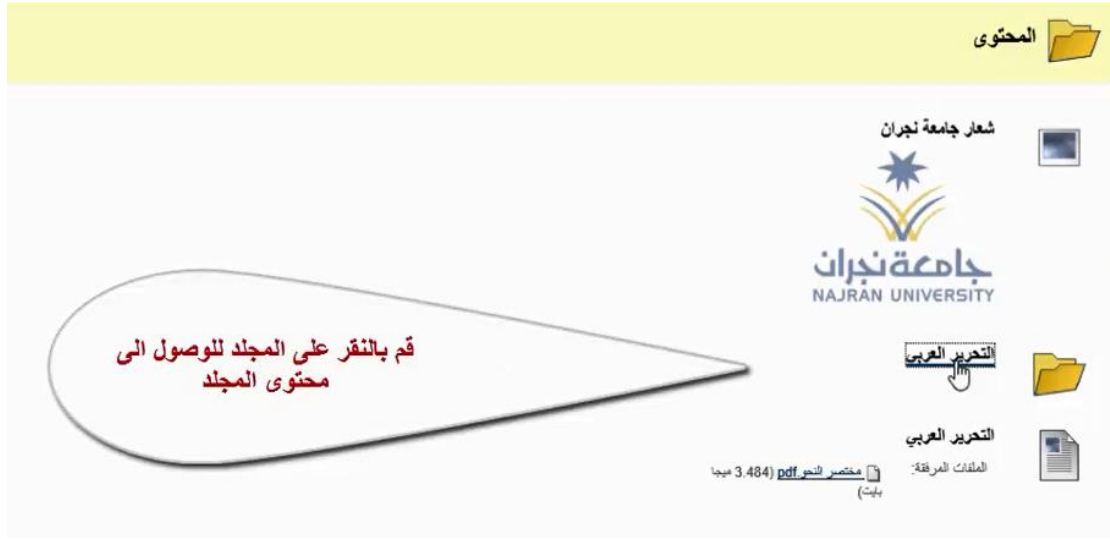 المحتوى
شعار جامعة نجران
جامعة نجران
NAJRAN UNIVERSITY
التحرير العربي
قم بالنقر على المجلد للوصول الى
محتوى المجلد
التحرير العربي
الملفات المرفقة: مختصر النحو.pdf (3.484 ميجا
بايت)